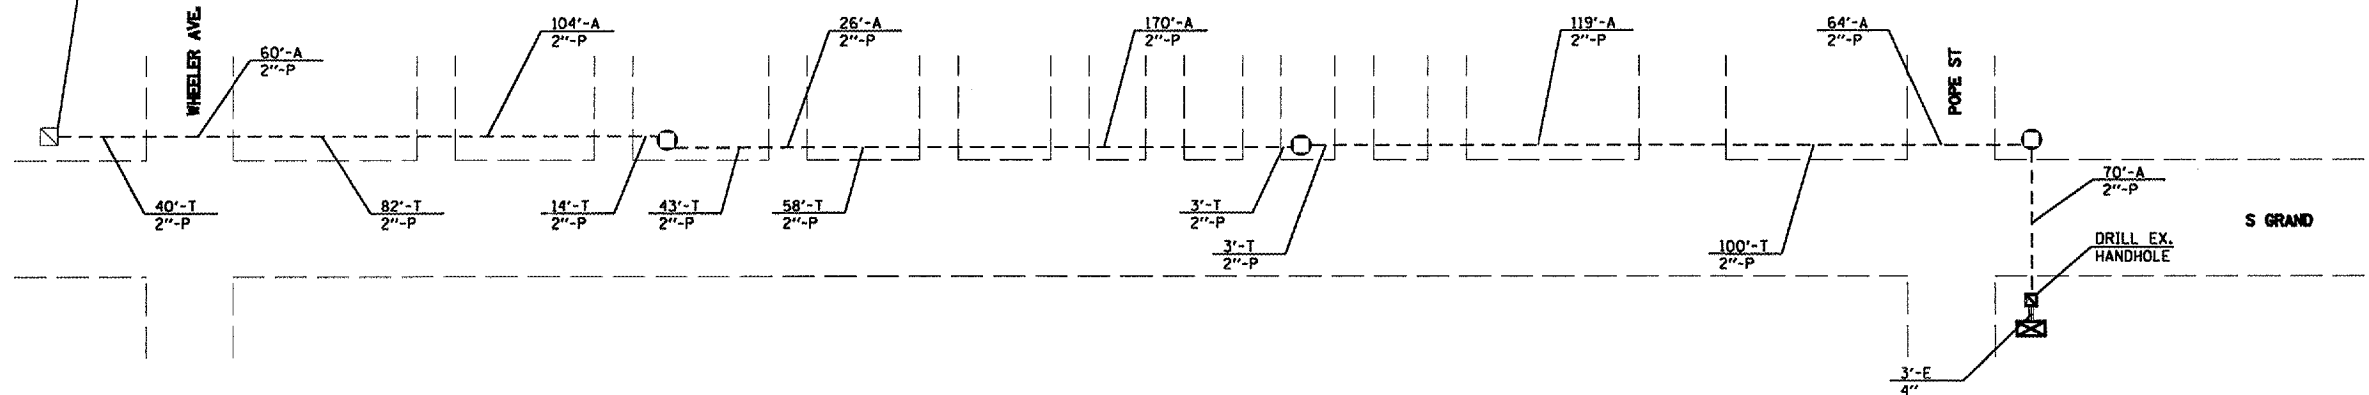 WHEELER AVE.
60'-A
2"-P
104'-A
2"-P
26'-A
2"-P
170'-A
2"-P
119'-A
2"-P
64'-A
2"-P
POPE ST
40'-T
2"-P
82'-T
2"-P
14'-T
2"-P
43'-T
2"-P
58'-T
2"-P
3'-T
2"-P
3'-T
2"-P
100'-T
2"-P
70'-A
2"-P
S GRAND
DRILL EX.
HANDHOLE
3'-E
4"